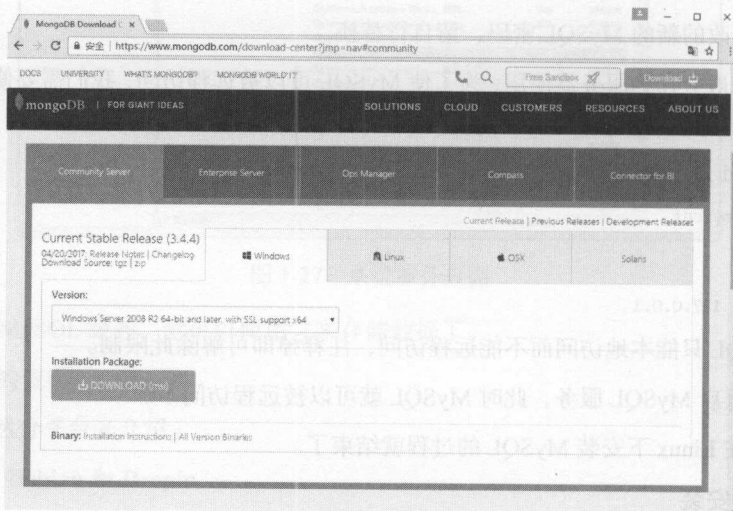 MongoDB Download C
安全 | https://www.mongodb.com/download-center?jmp=nav#community
DOCS UNIVERSITY WHAT'S MONGODB? MONGODB WORLD'17 Free Sandbox Download
mongoDB | FOR GIANT IDEAS SOLUTIONS CLOUD CUSTOMERS RESOURCES ABOUT US
Community Server Enterprise Server Ops Manager Compass Connector for BI
Current Release | Previous Releases | Development Releases
Current Stable Release (3.4.4)
04/20/2017: Release Notes | Changelog
Download Source: tgz | zip
Windows Linux OSX Solaris
Version:
Windows Server 2008 R2 64-bit and later, with SSL support x64
Installation Package:
DOWNLOAD (msi)
Binary: Installation Instructions | All Version Binaries